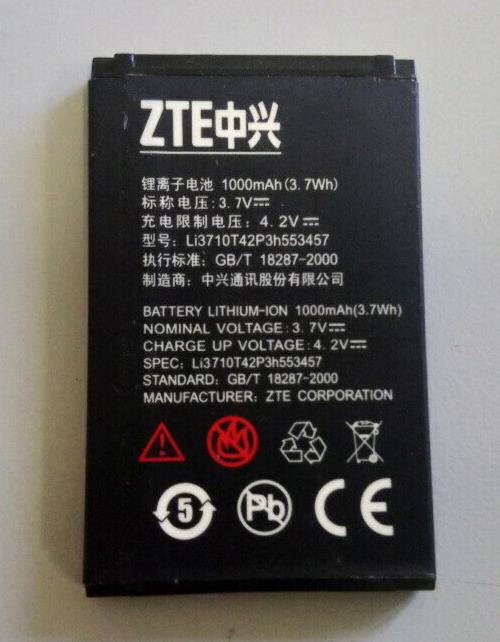 ZTE中兴
锂离子电池 1000mAh(3.7Wh)
标称电压: 3.7V⎓
充电限制电压: 4.2V⎓
型号: Li3710T42P3h553457
执行标准: GB/T 18287-2000
制造商: 中兴通讯股份有限公司
BATTERY LITHIUM-ION 1000mAh(3.7Wh)
NOMINAL VOLTAGE: 3.7V⎓
CHARGE UP VOLTAGE: 4.2V⎓
SPEC: Li3710T42P3h553457
STANDARD: GB/T 18287-2000
MANUFACTURER: ZTE CORPORATION
5 Pb CE